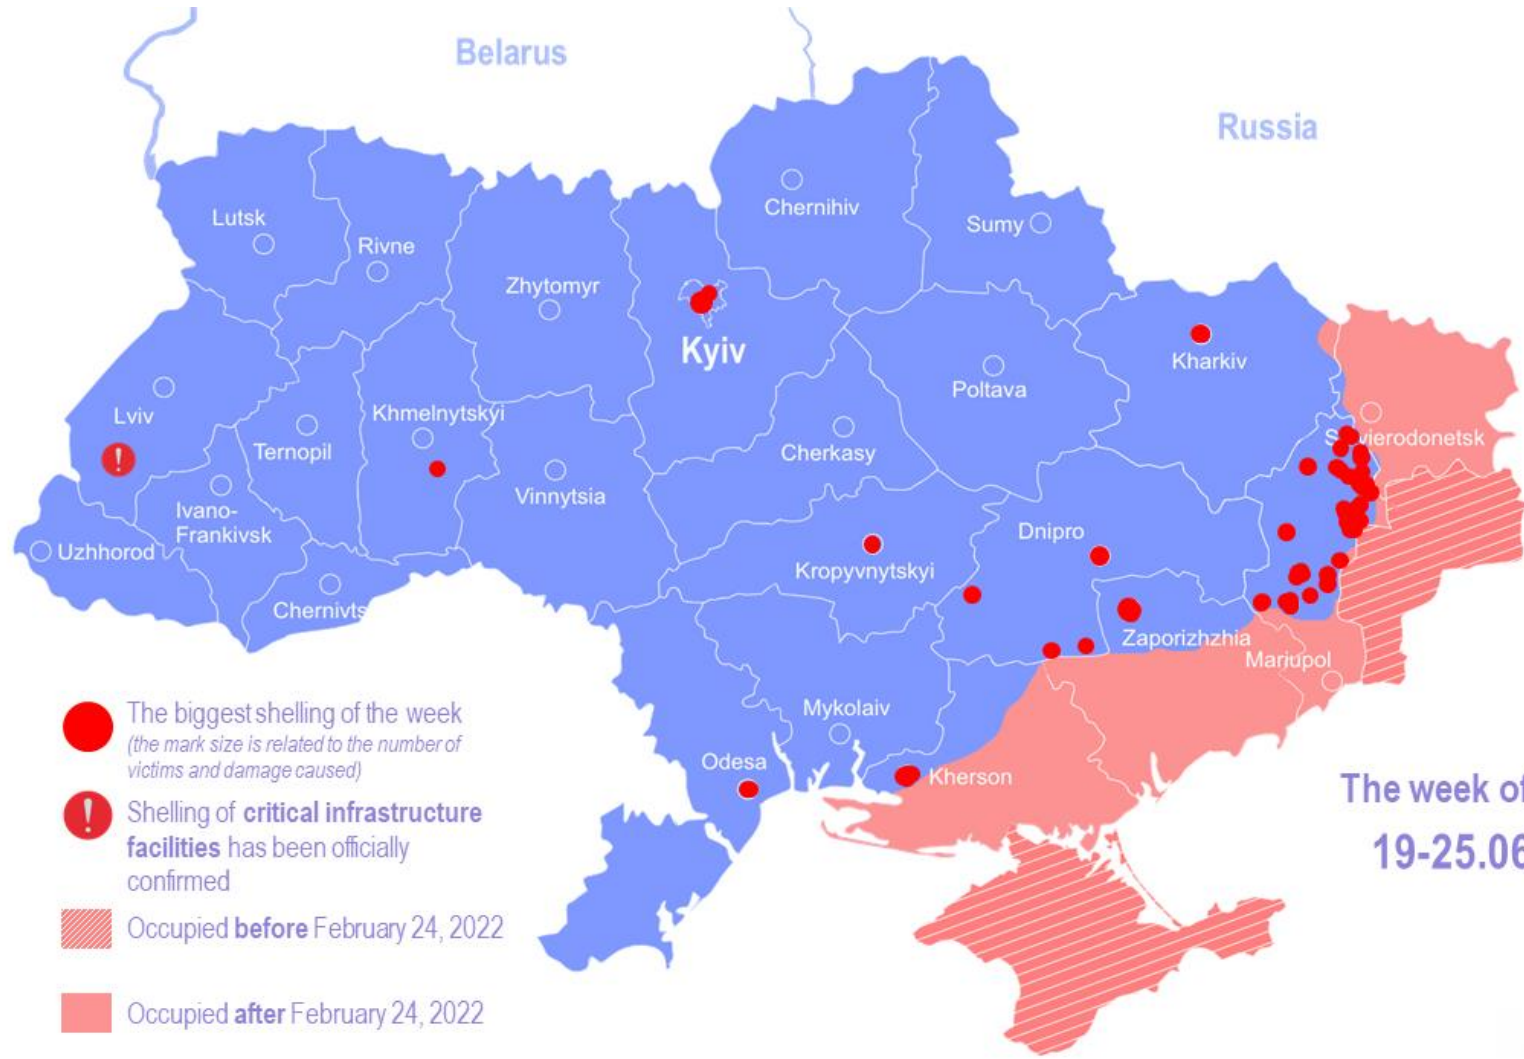 Belarus
Russia
Chernihiv
Lutsk
Sumy
Rivne
Zhytomyr
Kyiv
Kharkiv
Poltava
Lviv
Khmelnytskyi
Ternopil
Cherkasy
Vinnytsia
Ivano-
Frankivsk
Uzhhorod
Dnipro
Kropyvnytskyi
Chernivts
Zaporizhzhia
Mariupol
Mykolaiv
Odesa
Kherson
The biggest shelling of the week
(the mark size is related to the number of
victims and damage caused)
!
!
Shelling of critical infrastructure
facilities has been officially
confirmed
Occupied before February 24, 2022
Occupied after February 24, 2022
The week of
19-25.06